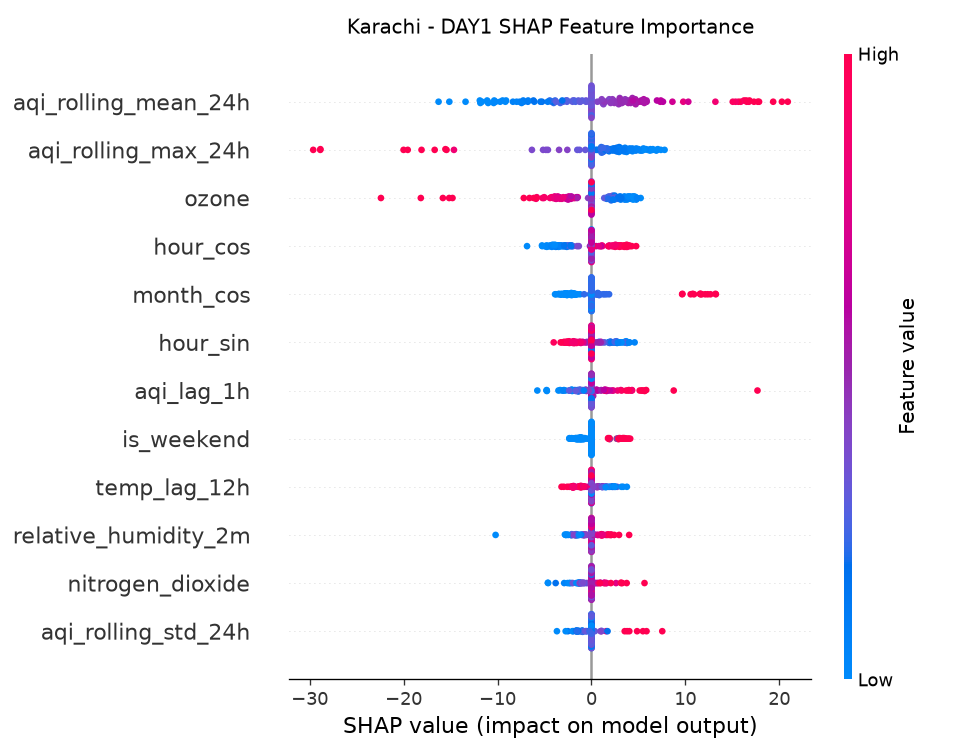 Karachi - DAY1 SHAP Feature Importance
High
aqi_rolling_mean_24h
aqi_rolling_max_24h
ozone
hour_cos
month_cos
hour_sin
aqi_lag_1h
is_weekend
temp_lag_12h
relative_humidity_2m
nitrogen_dioxide
aqi_rolling_std_24h
Feature value
Low
−30 −20 −10 0 10 20
SHAP value (impact on model output)